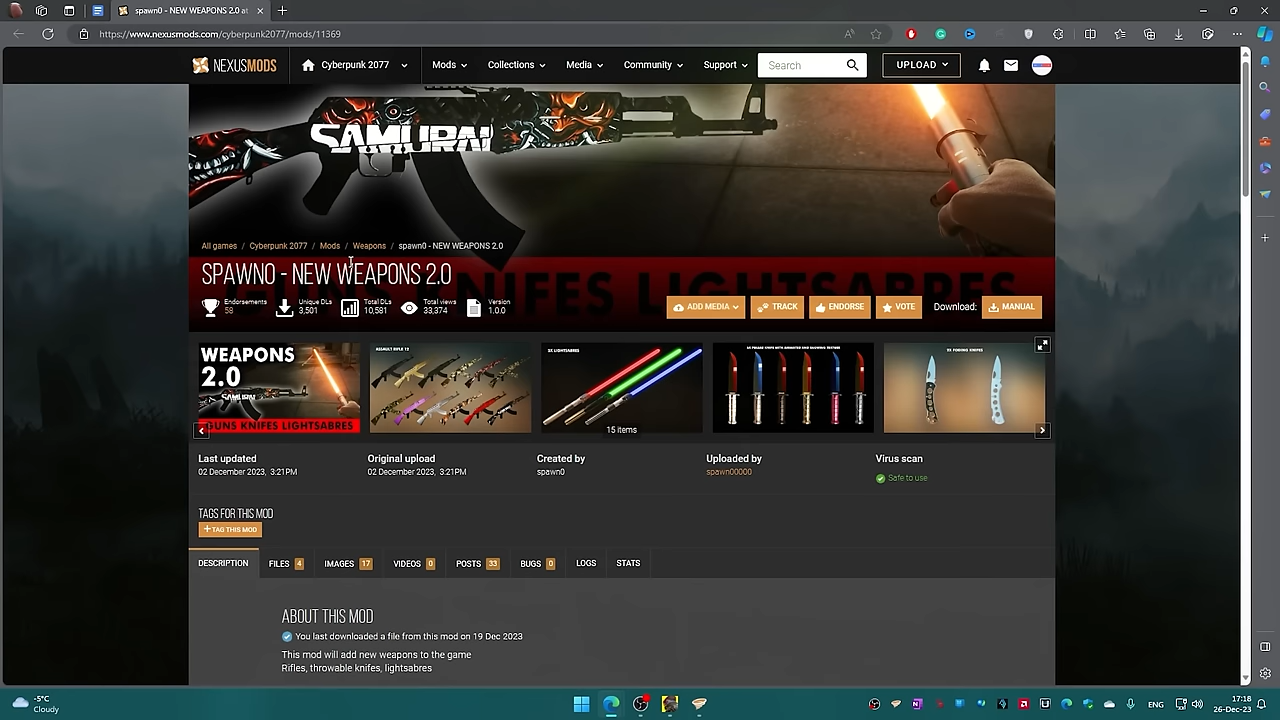 spawn0 - NEW WEAPONS 2.0 at
https://www.nexusmods.com/cyberpunk2077/mods/11369
NEXUSMODS
Cyberpunk 2077
Mods
Collections
Media
Community
Support
Search
UPLOAD
SAMURAI
All games / Cyberpunk 2077 / Mods / Weapons / spawn0 - NEW WEAPONS 2.0
SPAWN0 - NEW WEAPONS 2.0
KNIFES LIGHTSABRES
Endorsements
58
Unique DLs
3,501
Total DLs
10,581
Total views
33,374
Version
1.0.0
ADD MEDIA
TRACK
ENDORSE
VOTE
Download:
MANUAL
WEAPONS
2.0
SAMURAI
GUNS KNIFES LIGHTSABRES
ASSAULT RIFLE 12
3X LIGHTSABRES
15 items
Last updated
02 December 2023, 3:21PM
Original upload
02 December 2023, 3:21PM
Created by
spawn0
Uploaded by
spawn00000
Virus scan
Safe to use
TAGS FOR THIS MOD
+ TAG THIS MOD
DESCRIPTION
FILES 4
IMAGES 17
VIDEOS 0
POSTS 33
BUGS 0
LOGS
STATS
ABOUT THIS MOD
You last downloaded a file from this mod on 19 Dec 2023
This mod will add new weapons to the game
Rifles, throwable knifes, lightsabres
-5°C
Cloudy
ENG
17:18
26-Dec-23